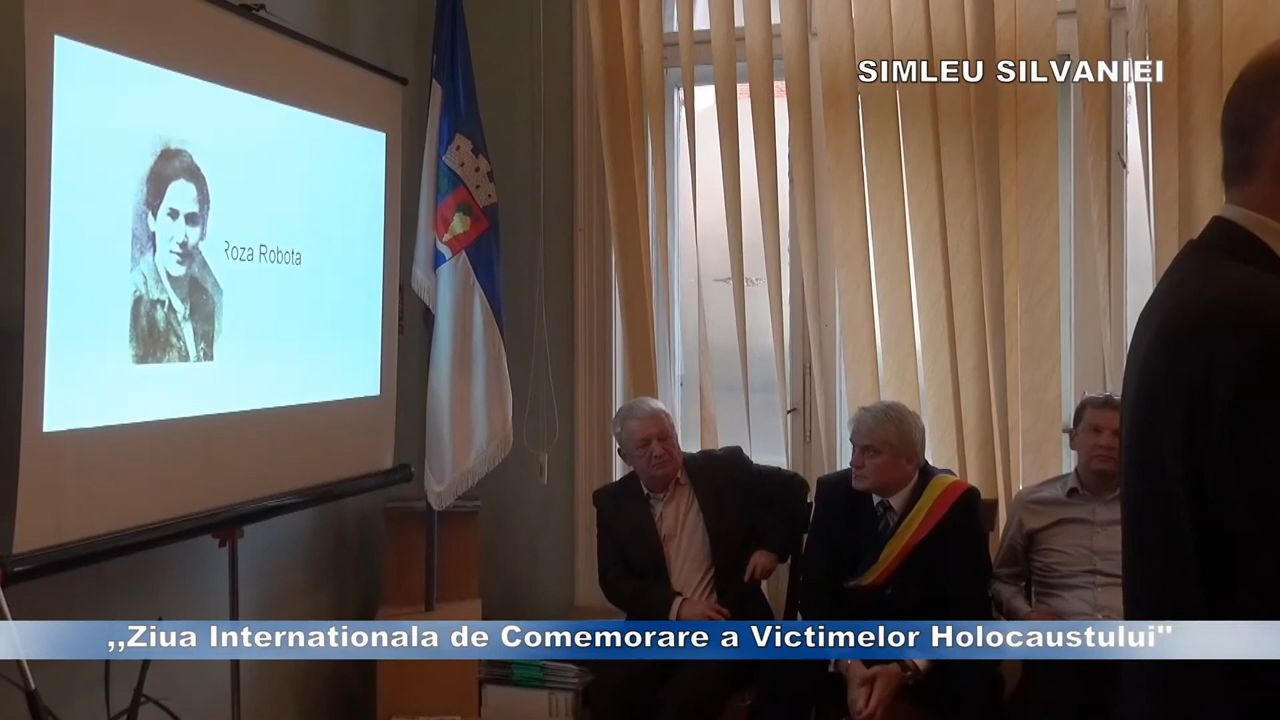 SIMLEU SILVANIEI
Roza Robota
,,Ziua Internationala de Comemorare a Victimelor Holocaustului"